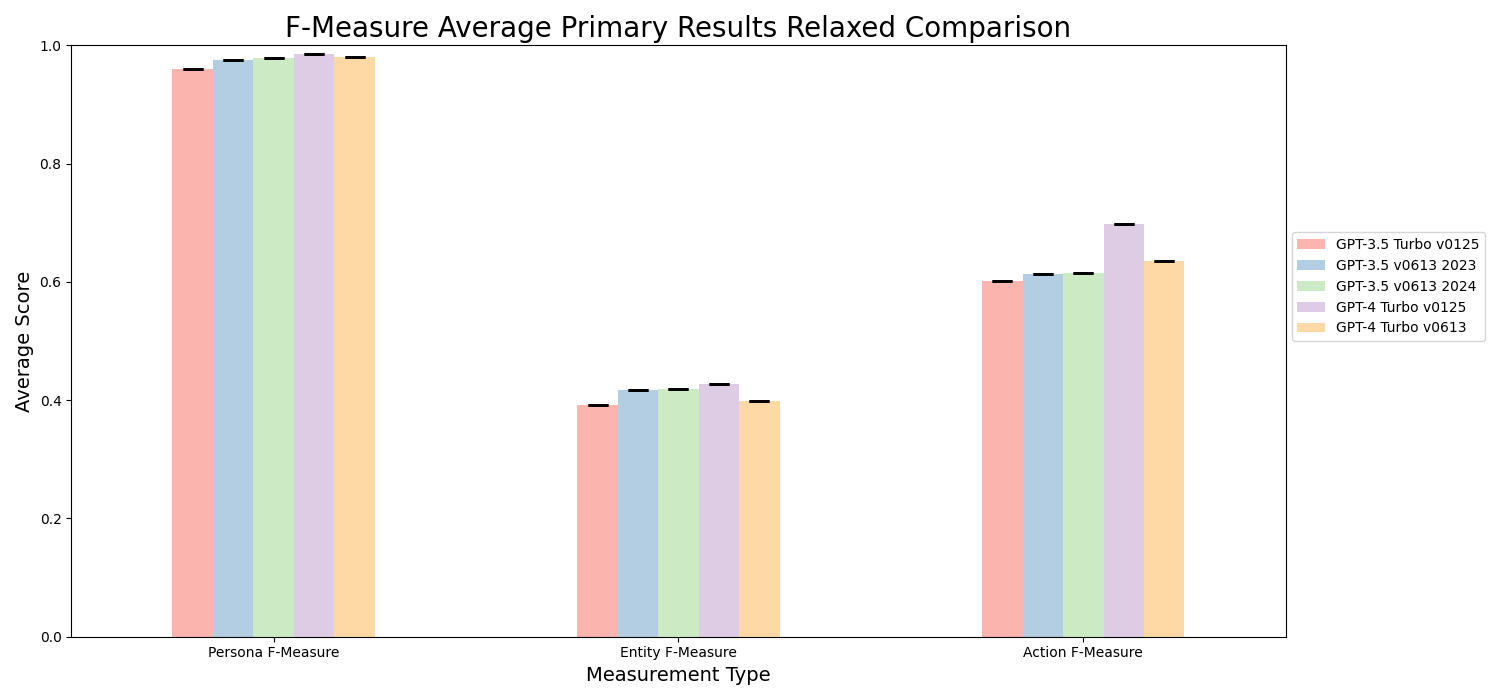 F-Measure Average Primary Results Relaxed Comparison
Average Score
1.0
0.8
0.6
0.4
0.2
0.0
Persona F-Measure
Entity F-Measure
Action F-Measure
Measurement Type
GPT-3.5 Turbo v0125
GPT-3.5 v0613 2023
GPT-3.5 v0613 2024
GPT-4 Turbo v0125
GPT-4 Turbo v0613